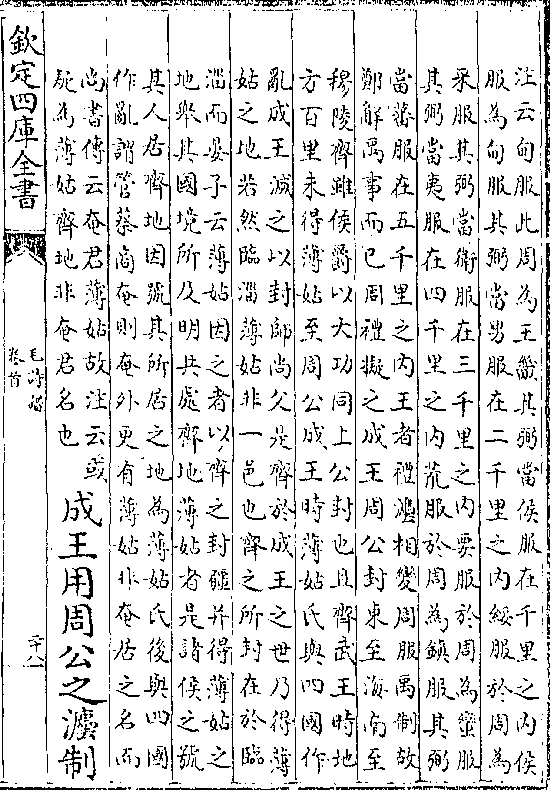 注云甸服此周為王畿其弼當侯服在千里之内侯
服為甸服其弼當男服在二千里之内綏服於周為
采服其弼當衛服在三千里之内要服於周為蠻服
其弼當夷服在四千里之内荒服於周為鎮服其弼
當蕃服在五千里之内王者禮遞相變周服禹制故
鄭解禹事而已周禮擬之成王周公封東至海南至
穆陵齊雖侯爵以大功同上公封也且齊武王時地
方百里未得薄姑至周公成王時薄姑氏與四國作
亂成王滅之以封師尚父是齊於成王之世乃得薄
姑之地若然臨淄薄姑非一邑也齊之所封在於臨
淄而晏子云薄姑因之者以齊之封疆并得薄姑之
地舉其國境所及明共處齊地薄姑者是諸侯之號
其人居齊地因號其所居之地為薄姑氏後與四國
作亂謂管蔡商奄則奄外更有薄姑非奄居之名而
尚書傳云奄君薄姑故注云或
疑為薄姑齊地非奄君名也
成王用周公之灋制
欽定四庫全書
毛詩譜
卷首
二十八